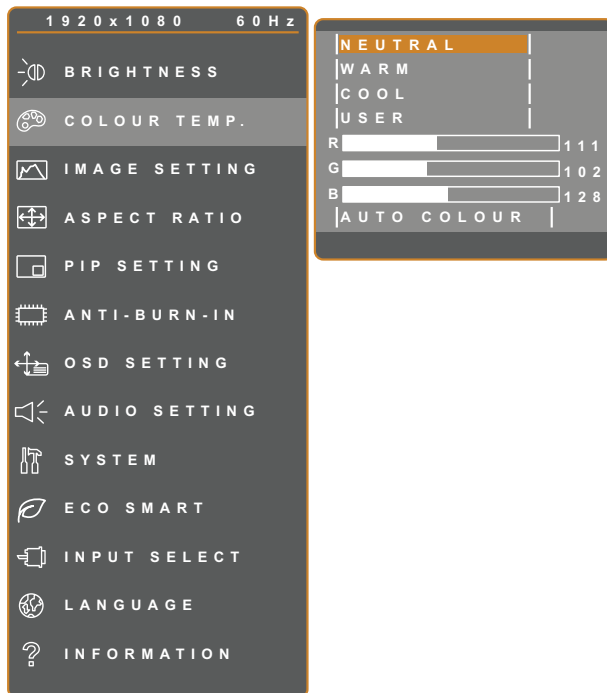 1920x1080 60Hz
BRIGHTNESS
COLOUR TEMP.
IMAGE SETTING
ASPECT RATIO
PIP SETTING
ANTI-BURN-IN
OSD SETTING
AUDIO SETTING
SYSTEM
ECO SMART
INPUT SELECT
LANGUAGE
INFORMATION
NEUTRAL
WARM
COOL
USER
R 111
G 102
B 128
AUTO COLOUR